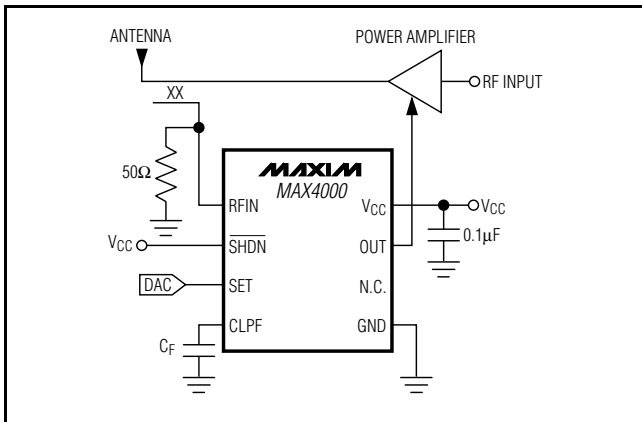 ANTENNA
POWER AMPLIFIER
RF INPUT
XX
50Ω
MAXIM
MAX4000
RFIN
VCC
VCC
VCC
SHDN
OUT
0.1μF
DAC
SET
N.C.
CLPF
GND
CF